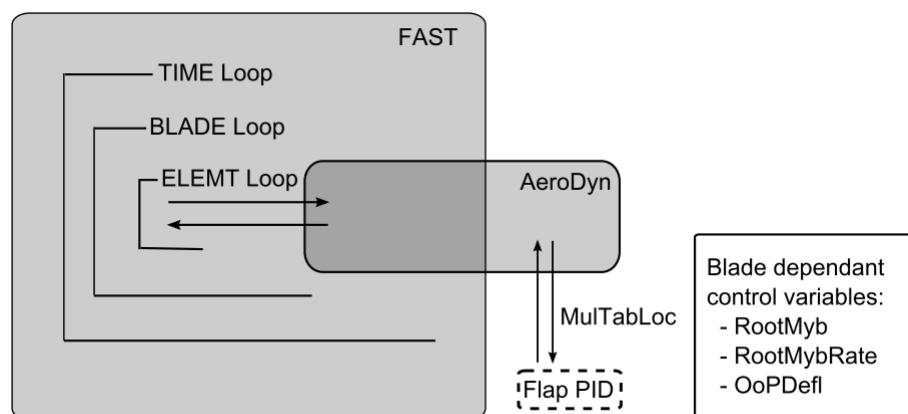 FAST
TIME Loop
BLADE Loop
ELEMT Loop
AeroDyn
MulTabLoc
Flap PID
Blade dependant
control variables:
- RootMyb
- RootMybRate
- OoPDefl